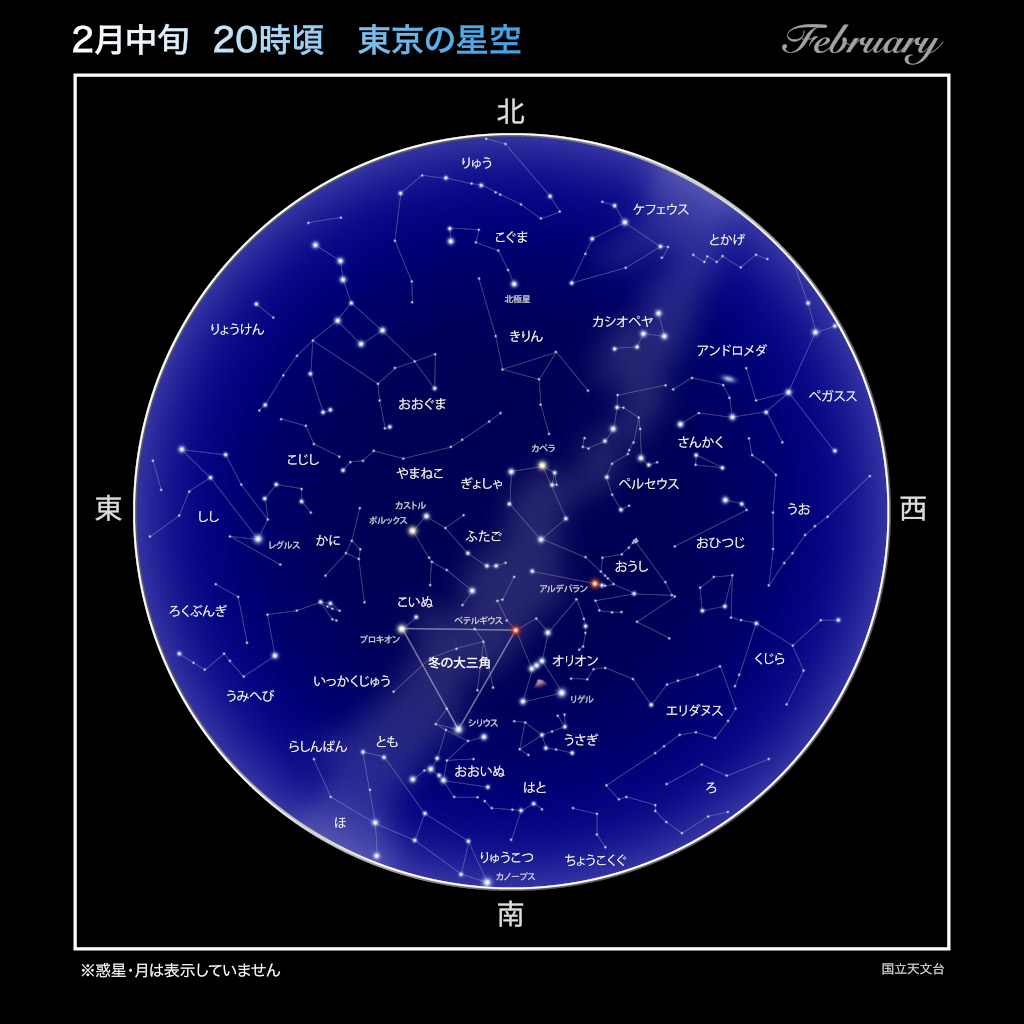 2月中旬 20時頃 東京の星空
February
北
りゅう
ケフェウス
こぐま
とかげ
北極星
りょうけん
きりん
カシオペヤ
アンドロメダ
おおぐま
ペガスス
さんかく
カペラ
こじし
やまねこ
ぎょしゃ
ペルセウス
東
カストル
ポルックス
しし
うお
西
レグルス
かに
ふたご
おひつじ
おうし
アルデバラン
ろくぶんぎ
こいぬ
ベテルギウス
プロキオン
冬の大三角
オリオン
くじら
いっかくじゅう
うみへび
リゲル
エリダヌス
シリウス
らしんばん
とも
うさぎ
おおいぬ
はと
ろ
ほ
りゅうこつ
ちょうこくぐ
カノープス
南
※惑星・月は表示していません
国立天文台